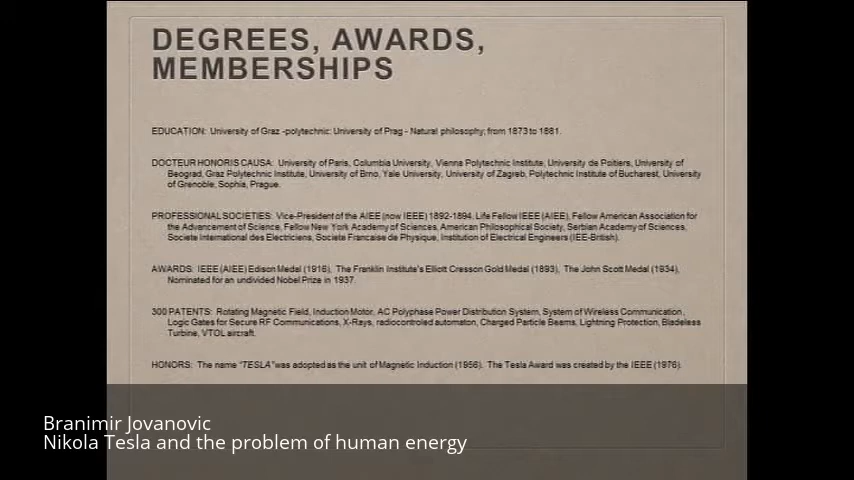 DEGREES, AWARDS,
MEMBERSHIPS
EDUCATION: University of Graz -polytechnic: University of Prag - Natural philosophy; from 1873 to 1881.
DOCTEUR HONORIS CAUSA: University of Paris, Columbia University, Vienna Polytechnic Institute, University de Poitiers, University of
Beograd, Graz Polytechnic Institute, University of Brno, Yale University, University of Zagreb, Polytechnic Institute of Bucharest, University
of Grenoble, Sophia, Prague.
PROFESSIONAL SOCIETIES: Vice-President of the AIEE (now IEEE) 1892-1894, Life Fellow IEEE (AIEE), Fellow American Association for
the Advancement of Science, Fellow New York Academy of Sciences, American Philosophical Society, Serbian Academy of Sciences,
Societe International des Electriciens, Societe Francaise de Physique, Institution of Electrical Engineers (IEE-British).
AWARDS: IEEE (AIEE) Edison Medal (1916), The Franklin Institute's Elliott Cresson Gold Medal (1893), The John Scott Medal (1934),
Nominated for an undivided Nobel Prize in 1937.
300 PATENTS: Rotating Magnetic Field, Induction Motor, AC Polyphase Power Distribution System, System of Wireless Communication,
Logic Gates for Secure RF Communications, X-Rays, radiocontroled automaton, Charged Particle Beams, Lightning Protection, Bladeless
Turbine, VTOL aircraft.
HONORS: The name "TESLA" was adopted as the unit of Magnetic Induction (1956). The Tesla Award was created by the IEEE (1976).
Branimir Jovanovic
Nikola Tesla and the problem of human energy